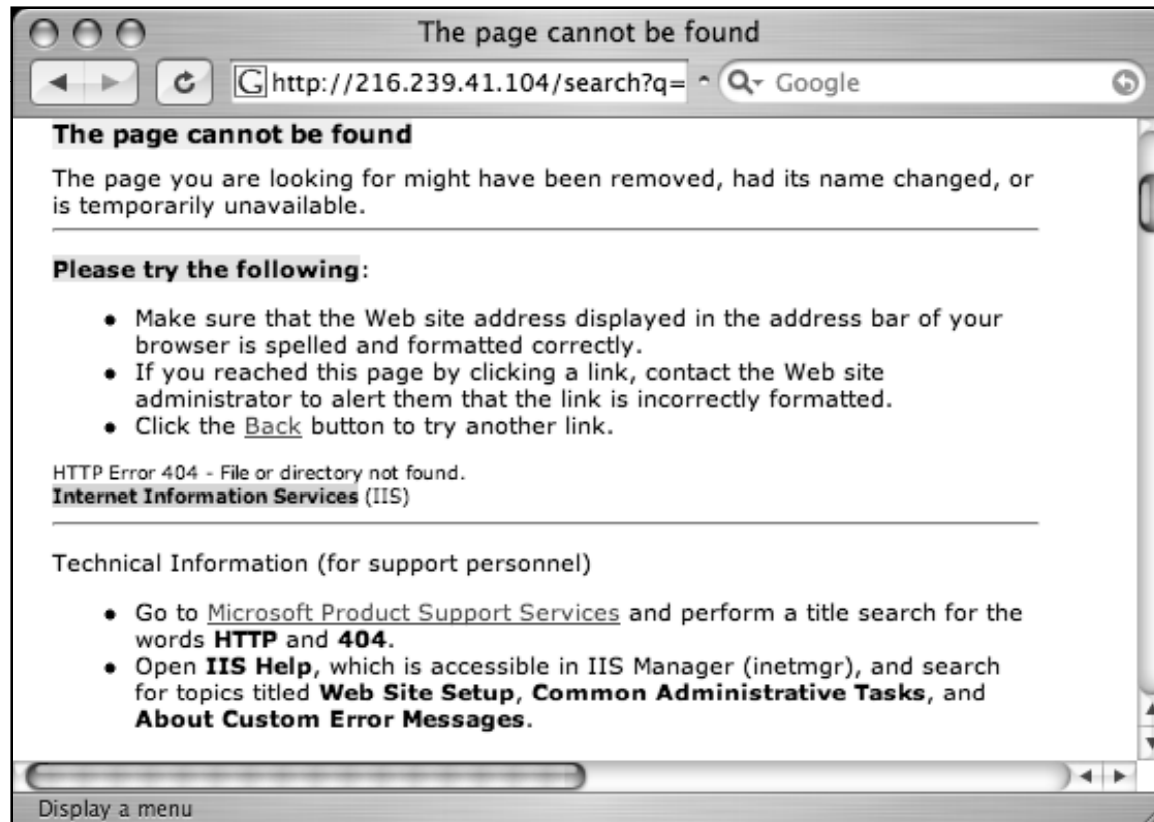 The page cannot be found
G http://216.239.41.104/search?q=
Google
The page cannot be found
The page you are looking for might have been removed, had its name changed, or
is temporarily unavailable.
Please try the following:
● Make sure that the Web site address displayed in the address bar of your
browser is spelled and formatted correctly.
● If you reached this page by clicking a link, contact the Web site
administrator to alert them that the link is incorrectly formatted.
● Click the Back button to try another link.
HTTP Error 404 - File or directory not found.
Internet Information Services (IIS)
Technical Information (for support personnel)
● Go to Microsoft Product Support Services and perform a title search for the
words HTTP and 404.
● Open IIS Help, which is accessible in IIS Manager (inetmgr), and search
for topics titled Web Site Setup, Common Administrative Tasks, and
About Custom Error Messages.
Display a menu